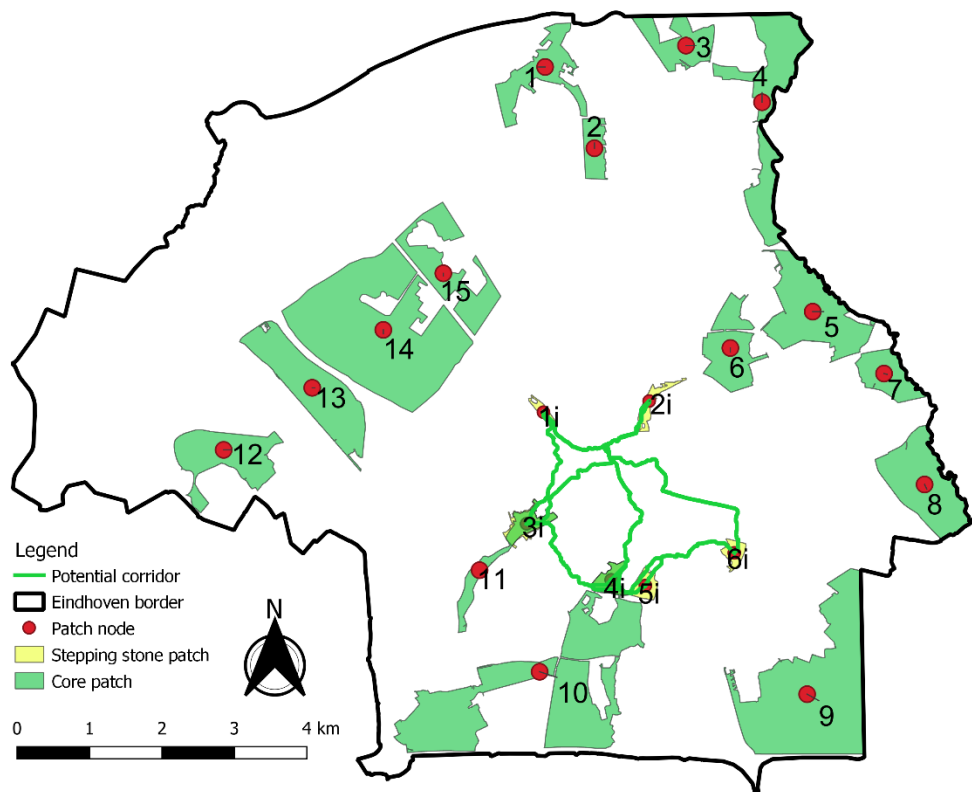 3
1
4
2
15
5
14
6
7
13
1i
2i
12
8
3i
Legend
6i
Potential corridor
11
4i
5i
Eindhoven border
N
Patch node
Stepping stone patch
10
Core patch
9
0 1 2 3 4 km